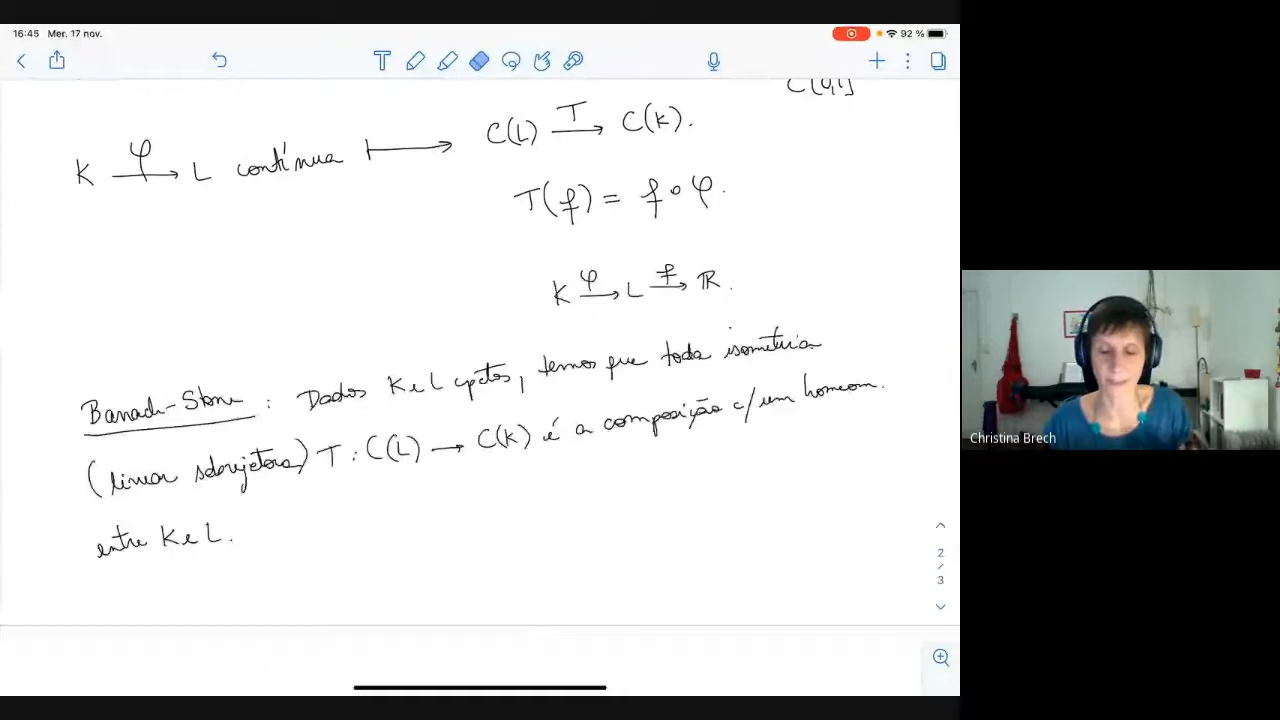 16:45 Mer. 17 nov.
92 %
C[0,1]
K —φ→ L contínua ⟼ C(L) —T→ C(K).
T(f) = f ∘ φ.
K —φ→ L —f→ ℝ.
Banach-Stone : Dados K e L cpctos, temos que toda isometria
(linear sobrejetora) T : C(L) → C(K) é a composição c/ um homeom.
entre K e L.
Christina Brech
2
/
3